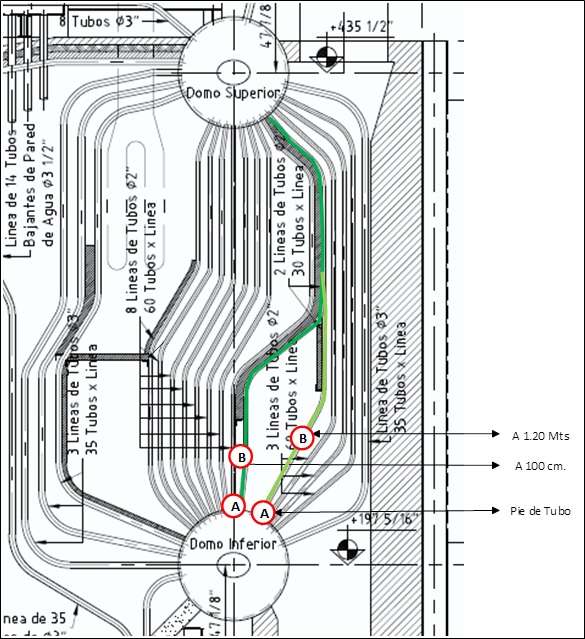 8 Tubos Ø3"
47 1/8"
+435 1/2"
Domo Superior
Linea de 14 Tubos
Bajantes de Pared
de Agua Ø3 1/2"
8 Lineas de Tubos Ø2"
60 Tubos x Linea
2 Lineas de Tubos Ø2"
30 Tubos x Linea
3 Lineas de Tubos Ø3"
35 Tubos x Linea
3 Lineas de Tubos Ø2"
60 Tubos x Linea
Linea de Tubos Ø3"
35 Tubos x Linea
B
A 1.20 Mts
B
A 100 cm.
A
A
Pie de Tubo
Domo Inferior
+197 5/16"
47 1/8"
nea de 35